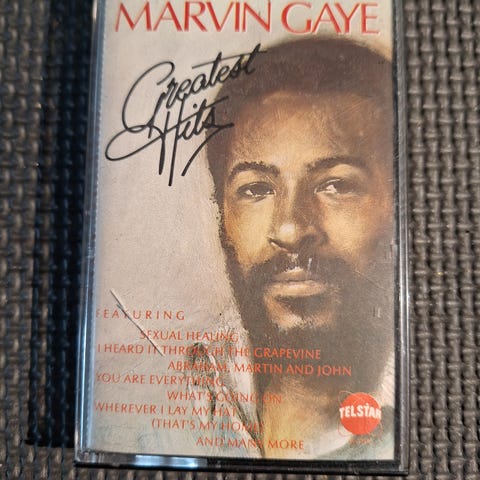 MARVIN GAYE
Greatest
Hits
FEATURING
SEXUAL HEALING
I HEARD IT THROUGH THE GRAPEVINE
ABRAHAM, MARTIN AND JOHN
YOU ARE EVERYTHING
WHAT'S GOING ON
WHEREVER I LAY MY HAT
(THAT'S MY HOME)
AND MANY MORE
TELSTAR